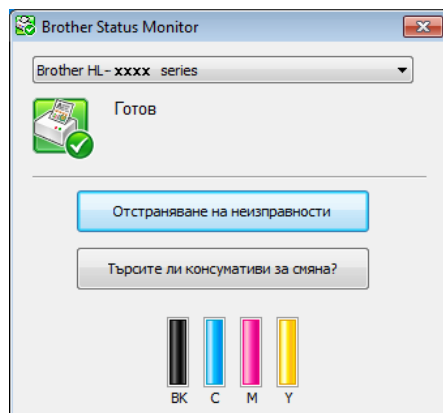 Brother Status Monitor
Brother HL-xxxx series
Готов
Отстраняване на неизправности
Търсите ли консумативи за смяна?
BK C M Y